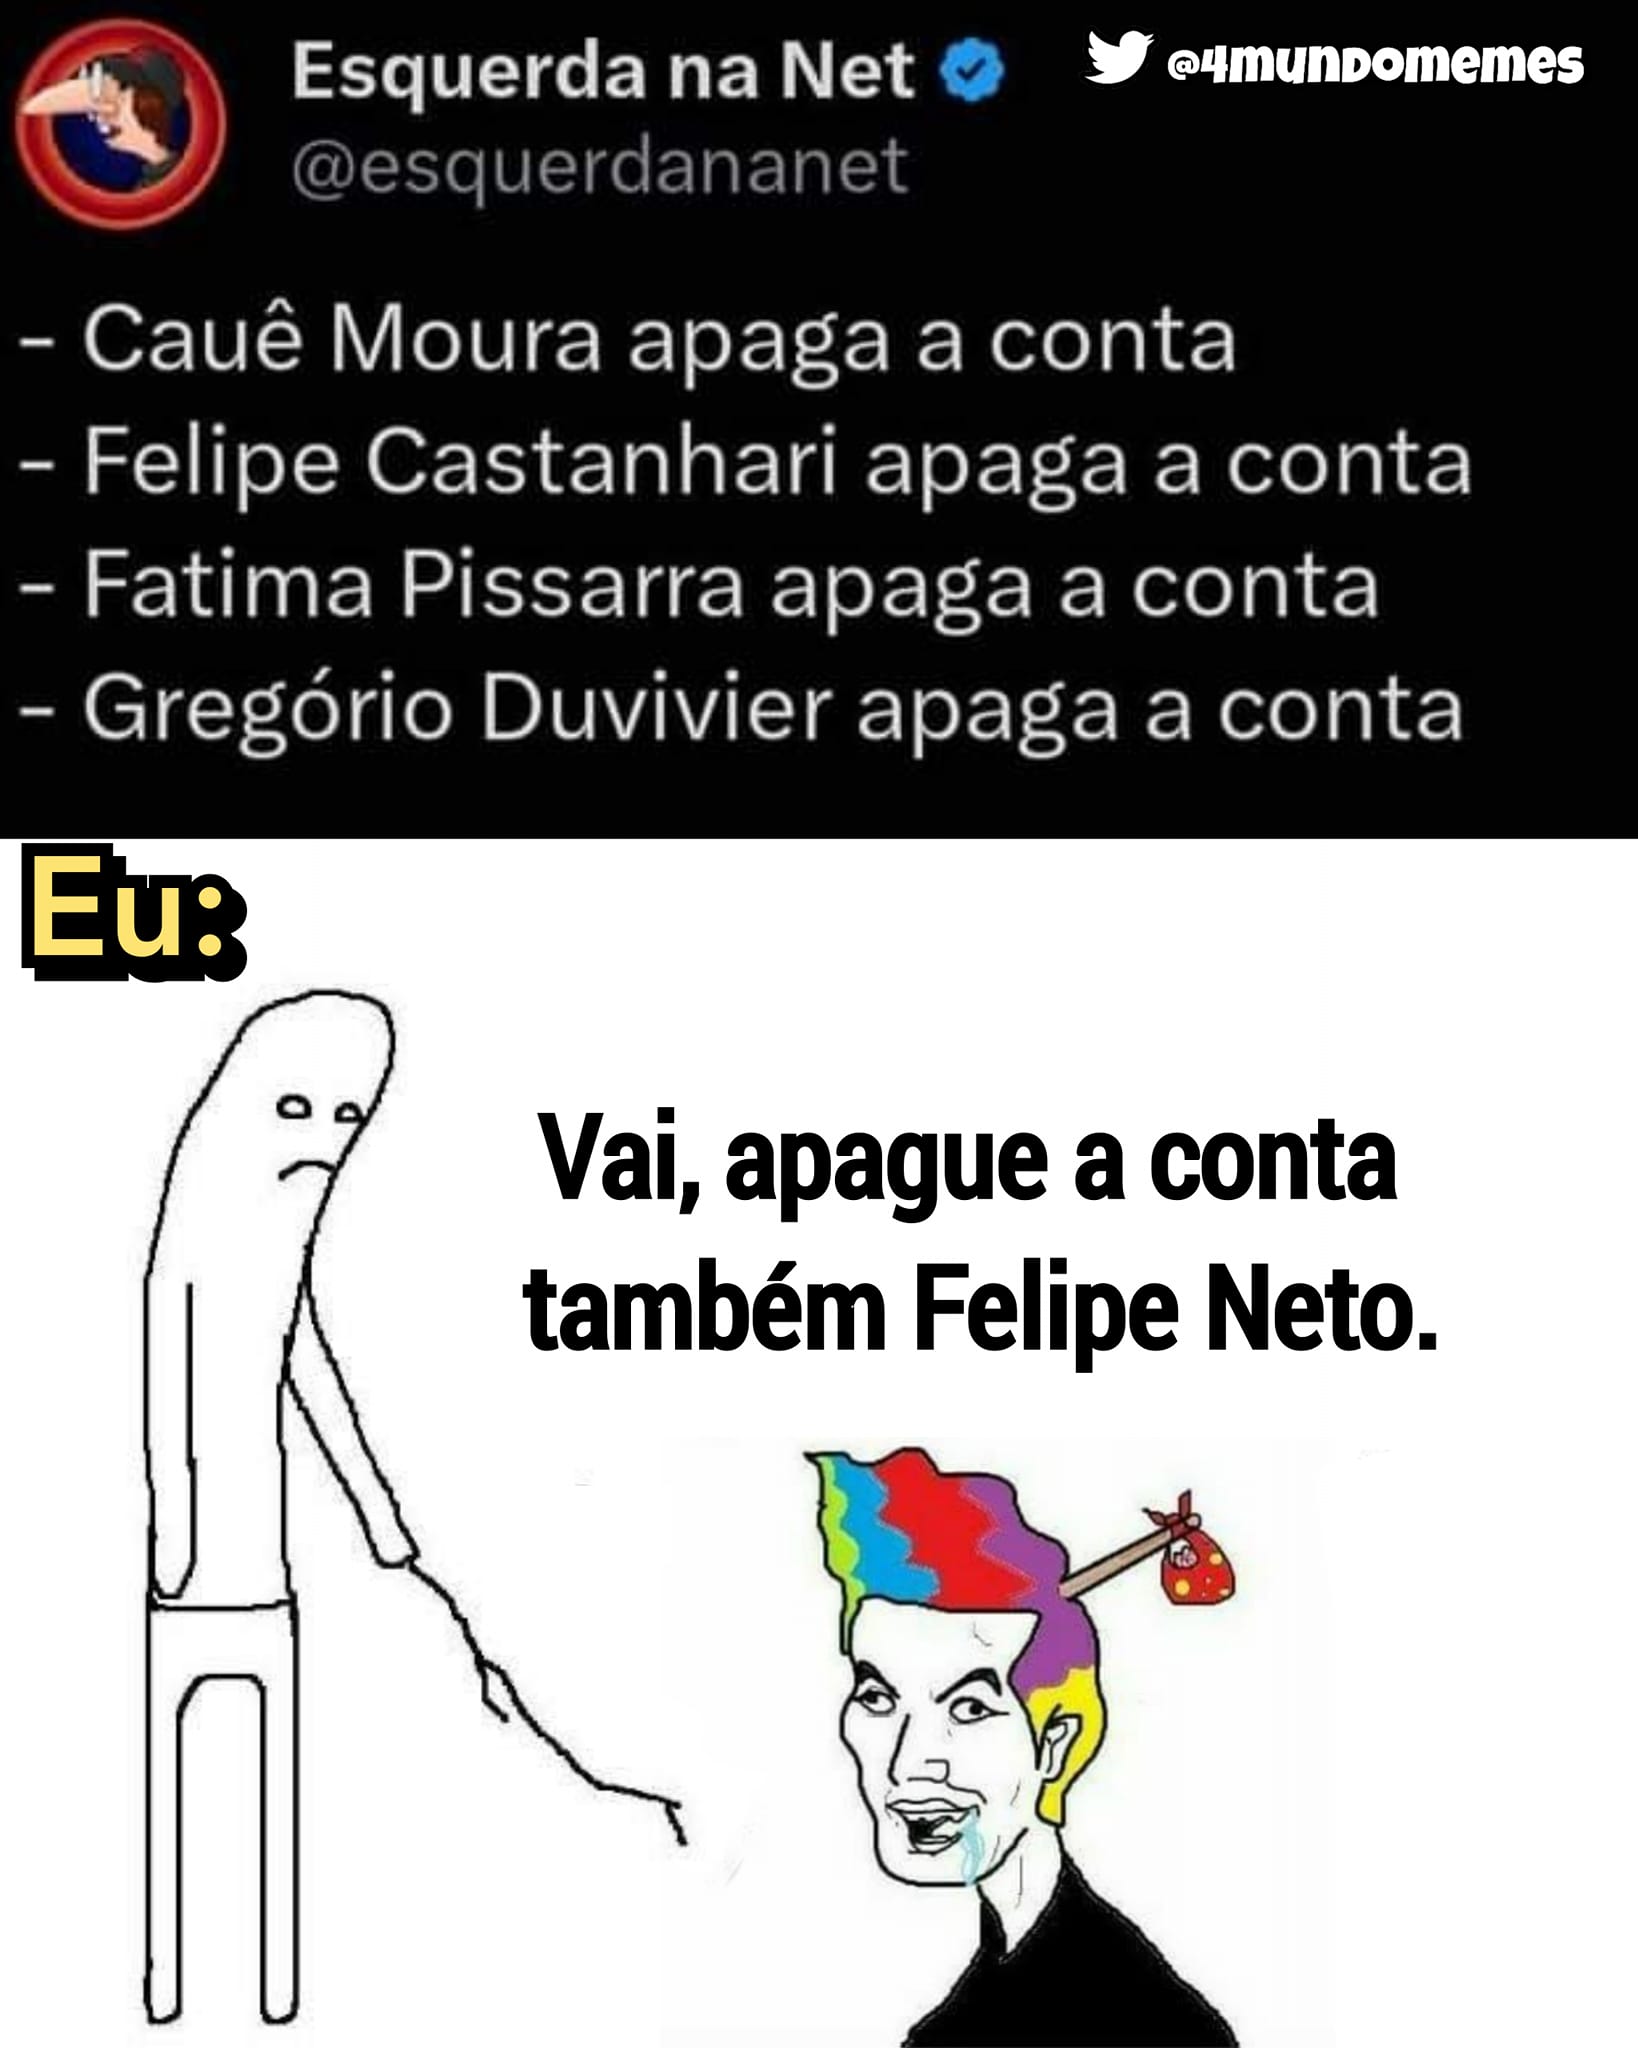 Esquerda na Net
@4mundomemes
@esquerdananet
- Cauê Moura apaga a conta
- Felipe Castanhari apaga a conta
- Fatima Pissarra apaga a conta
- Gregório Duvivier apaga a conta
Eu:
Vai, apague a conta
também Felipe Neto.